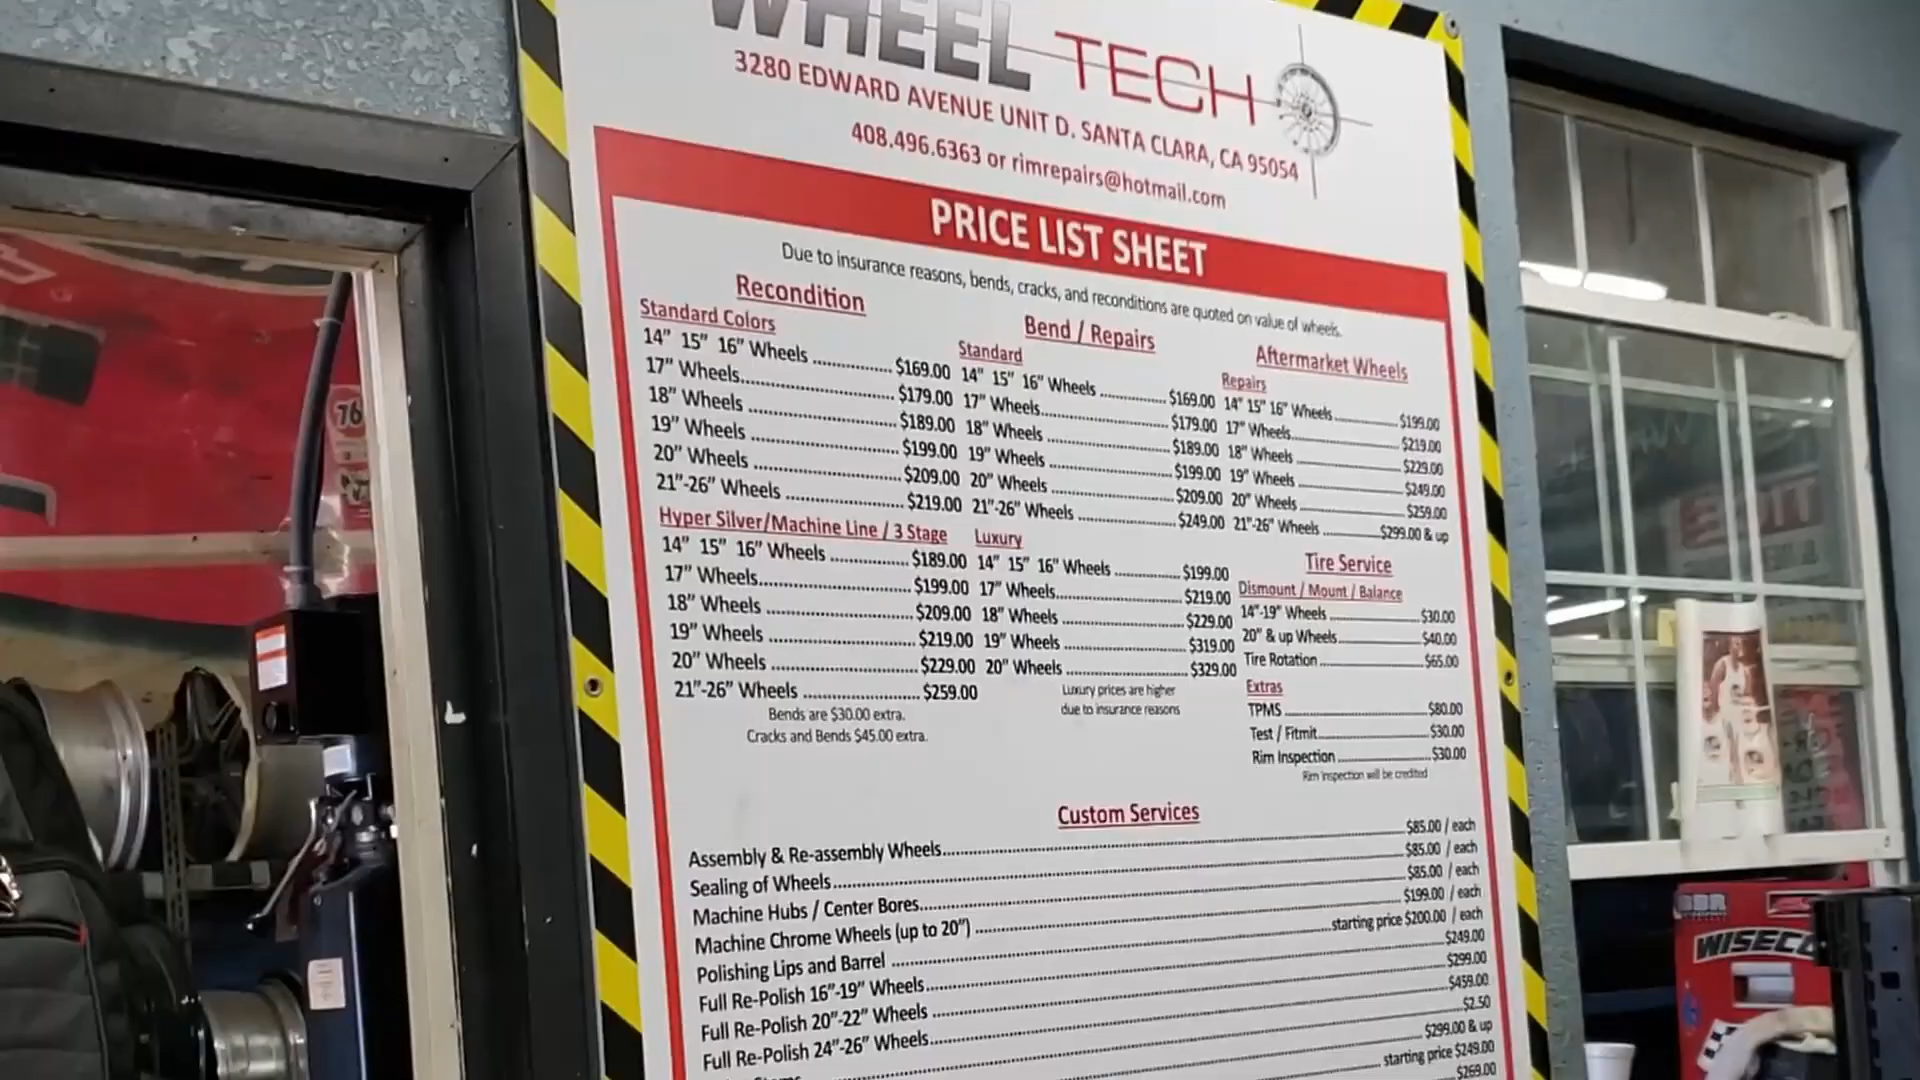 WHEEL TECH
3280 EDWARD AVENUE UNIT D. SANTA CLARA, CA 95054
408.496.6363 or rimrepairs@hotmail.com
PRICE LIST SHEET
Due to insurance reasons, bends, cracks, and reconditions are quoted on value of wheels.
Recondition
Standard Colors
14" 15" 16" Wheels .............. $169.00
17" Wheels.............. $179.00
18" Wheels .............. $189.00
19" Wheels .............. $199.00
20" Wheels .............. $209.00
21"-26" Wheels .............. $219.00
Hyper Silver/Machine Line / 3 Stage
14" 15" 16" Wheels .............. $189.00
17" Wheels.............. $199.00
18" Wheels .............. $209.00
19" Wheels .............. $219.00
20" Wheels .............. $229.00
21"-26" Wheels .............. $259.00
Bends are $30.00 extra.
Cracks and Bends $45.00 extra.
Bend / Repairs
Standard
14" 15" 16" Wheels .............. $169.00
17" Wheels.............. $179.00
18" Wheels .............. $189.00
19" Wheels .............. $199.00
20" Wheels .............. $209.00
21"-26" Wheels .............. $249.00
Luxury
14" 15" 16" Wheels .............. $199.00
17" Wheels.............. $219.00
18" Wheels .............. $229.00
19" Wheels .............. $319.00
20" Wheels .............. $329.00
Luxury prices are higher
due to insurance reasons
Aftermarket Wheels
Repairs
14" 15" 16" Wheels.............. $199.00
17" Wheels.............. $219.00
18" Wheels .............. $229.00
19" Wheels .............. $249.00
20" Wheels .............. $259.00
21"-26" Wheels .............. $299.00 & up
Tire Service
Dismount / Mount / Balance
14"-19" Wheels .............. $30.00
20" & up Wheels.............. $40.00
Tire Rotation .............. $65.00
Extras
TPMS .............. $80.00
Test / Fitmit.............. $30.00
Rim Inspection .............. $30.00
Rim Inspection will be credited
Custom Services
Assembly & Re-assembly Wheels.............. $85.00 / each
Sealing of Wheels.............. $85.00 / each
Machine Hubs / Center Bores.............. $85.00 / each
Machine Chrome Wheels (up to 20") .............. $199.00 / each
Polishing Lips and Barrel .............. starting price $200.00 / each
Full Re-Polish 16"-19" Wheels.............. $249.00
Full Re-Polish 20"-22" Wheels .............. $299.00
Full Re-Polish 24"-26" Wheels.............. $459.00
$2.50
$299.00 & up
starting price $249.00
$269.00
76
WISECO